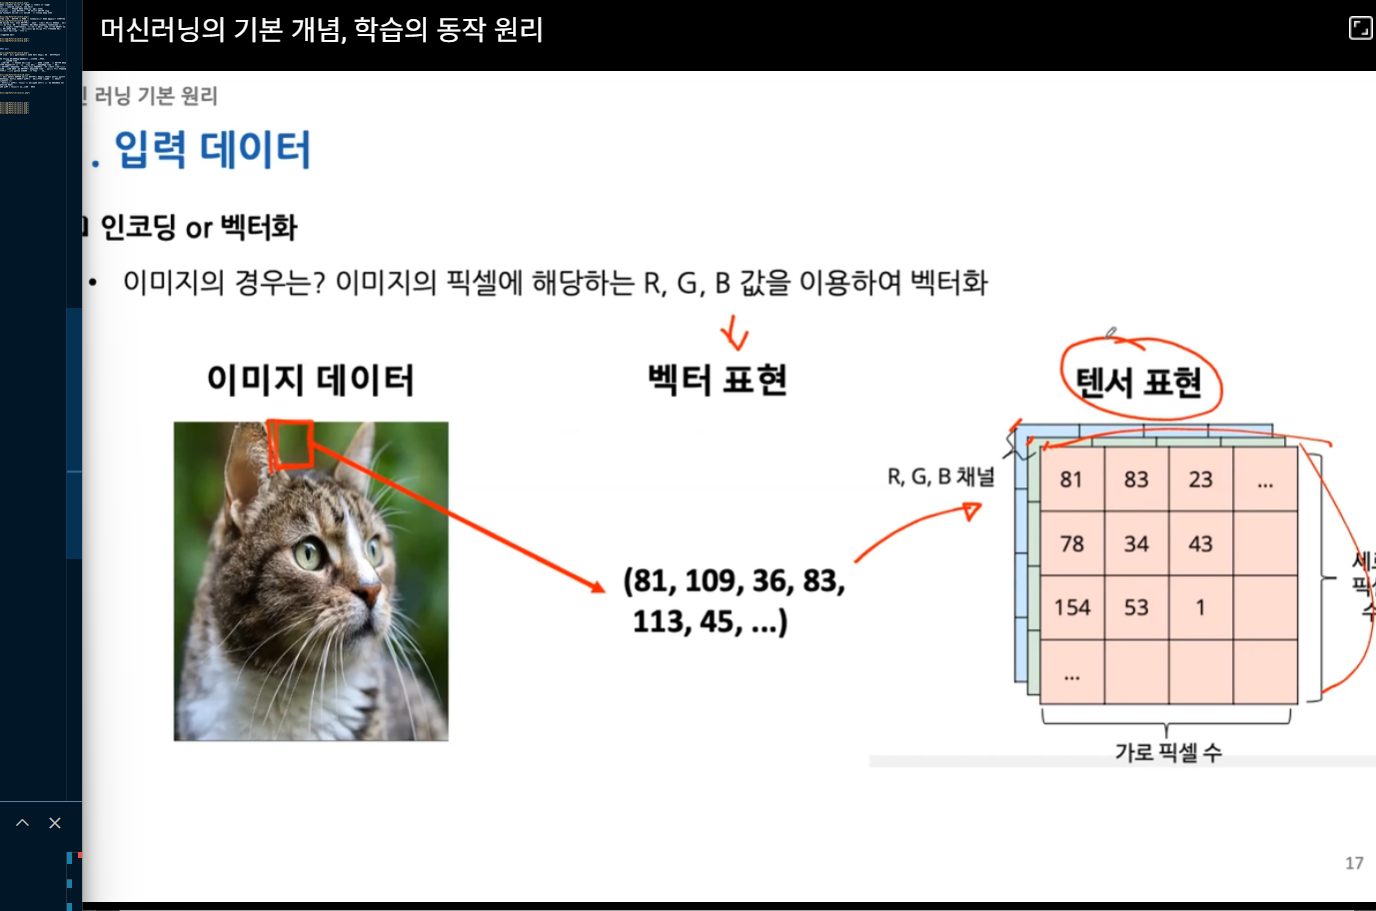 머신러닝의 기본 개념, 학습의 동작 원리
러닝 기본 원리
. 입력 데이터
인코딩 or 벡터화
• 이미지의 경우는? 이미지의 픽셀에 해당하는 R, G, B 값을 이용하여 벡터화
이미지 데이터
벡터 표현
텐서 표현
R, G, B 채널
81 83 23 ...
78 34 43
154 53 1
...
(81, 109, 36, 83,
113, 45, ...)
픽
수
가로 픽셀 수
17